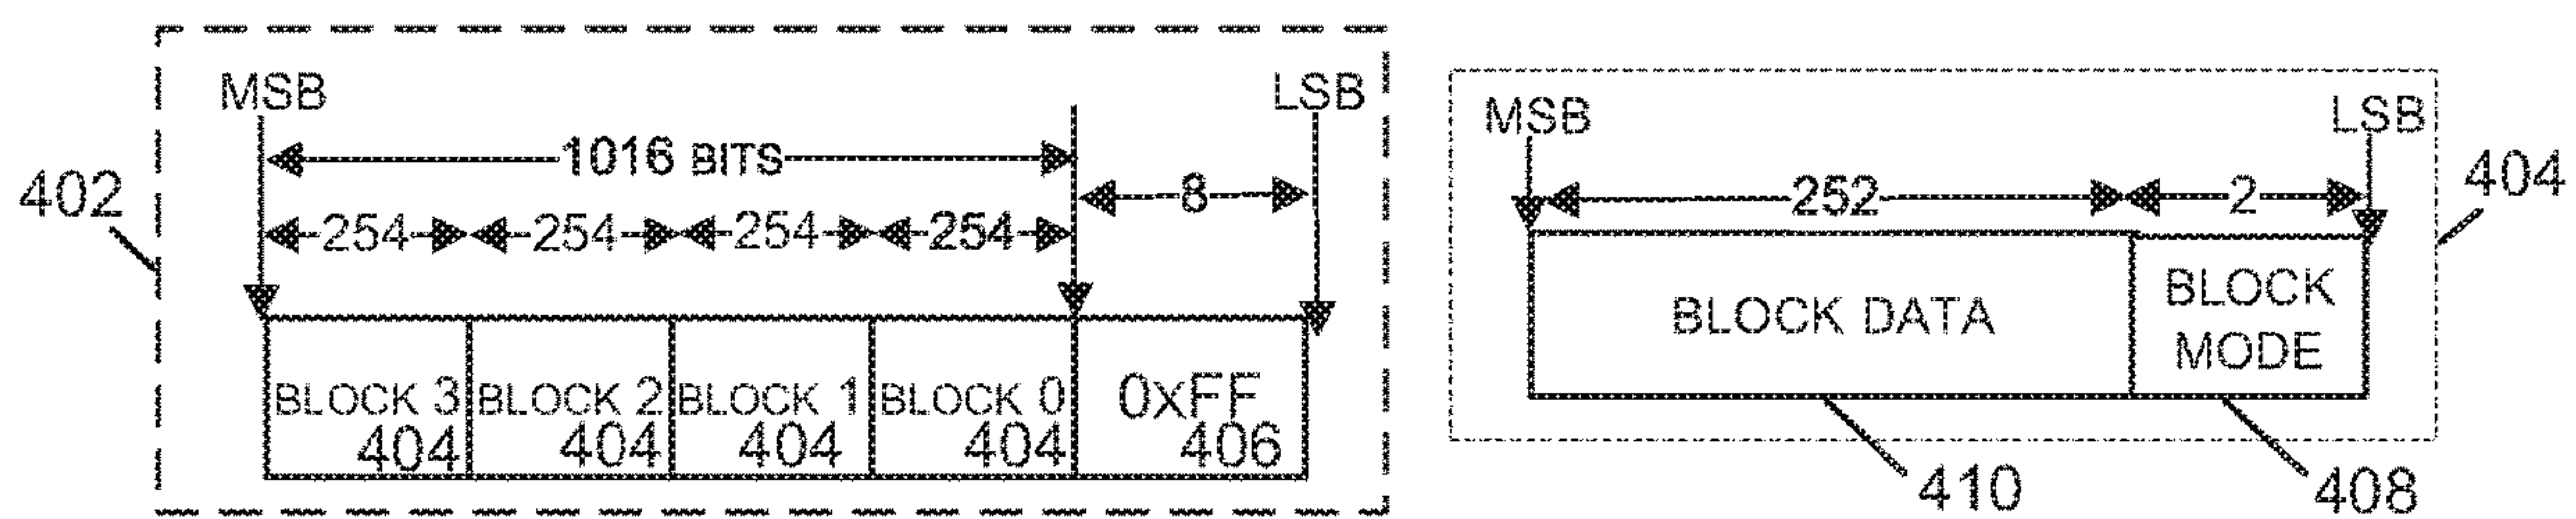 MSB LSB
1016 BITS
402
8
254 254 254 254
BLOCK 3 BLOCK 2 BLOCK 1 BLOCK 0 0xFF
404 404 404 404 406
MSB LSB
404
252 2
BLOCK DATA
BLOCK
MODE
410
408